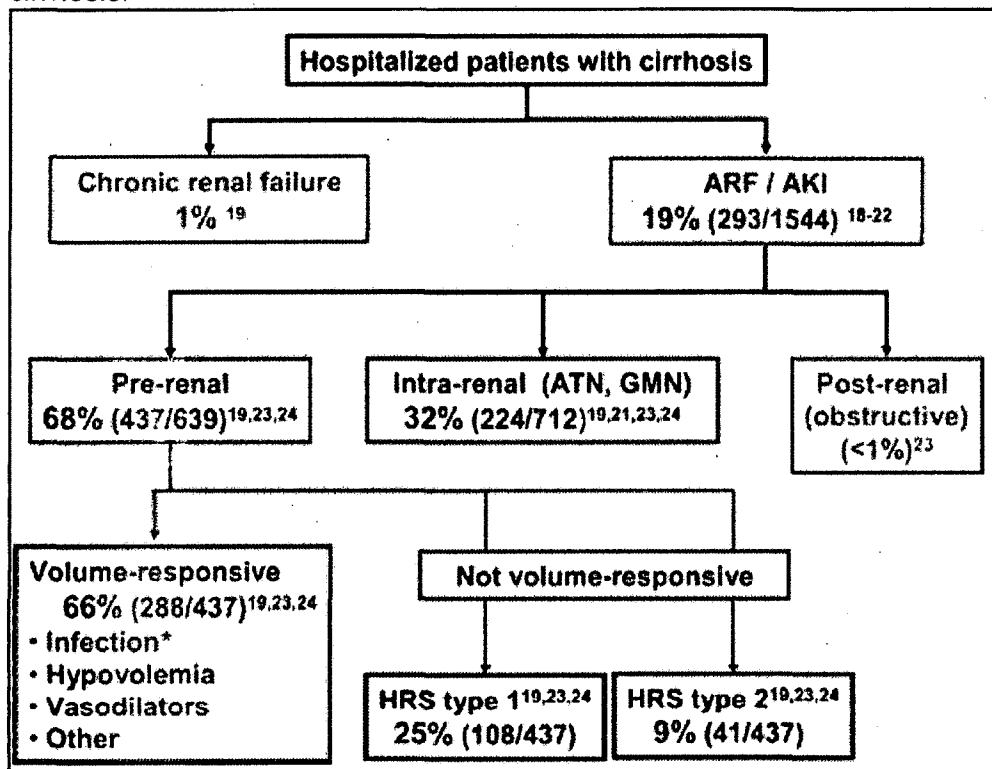 cirrhosis.
Hospitalized patients with cirrhosis
Chronic renal failure
1% 19
ARF / AKI
19% (293/1544) 18-22
Pre-renal
68% (437/639)19,23,24
Intra-renal (ATN, GMN)
32% (224/712)19,21,23,24
Post-renal
(obstructive)
(<1%)23
Volume-responsive
66% (288/437)19,23,24
• Infection*
• Hypovolemia
• Vasodilators
• Other
Not volume-responsive
HRS type 119,23,24
25% (108/437)
HRS type 219,23,24
9% (41/437)